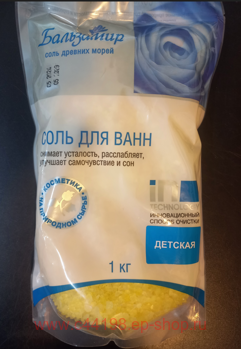 Бальзамир
СОЛЬ ДРЕВНИХ МОРЕЙ
СОЛЬ ДЛЯ ВАНН
снимает усталость, расслабляет,
улучшает самочувствие и сон
КОСМЕТИКА
НА ПРИРОДНОМ СЫРЬЕ
ИННОВАЦИОННЫЙ
СПОСОБ ОЧИСТКИ
ДЕТСКАЯ
1 кг